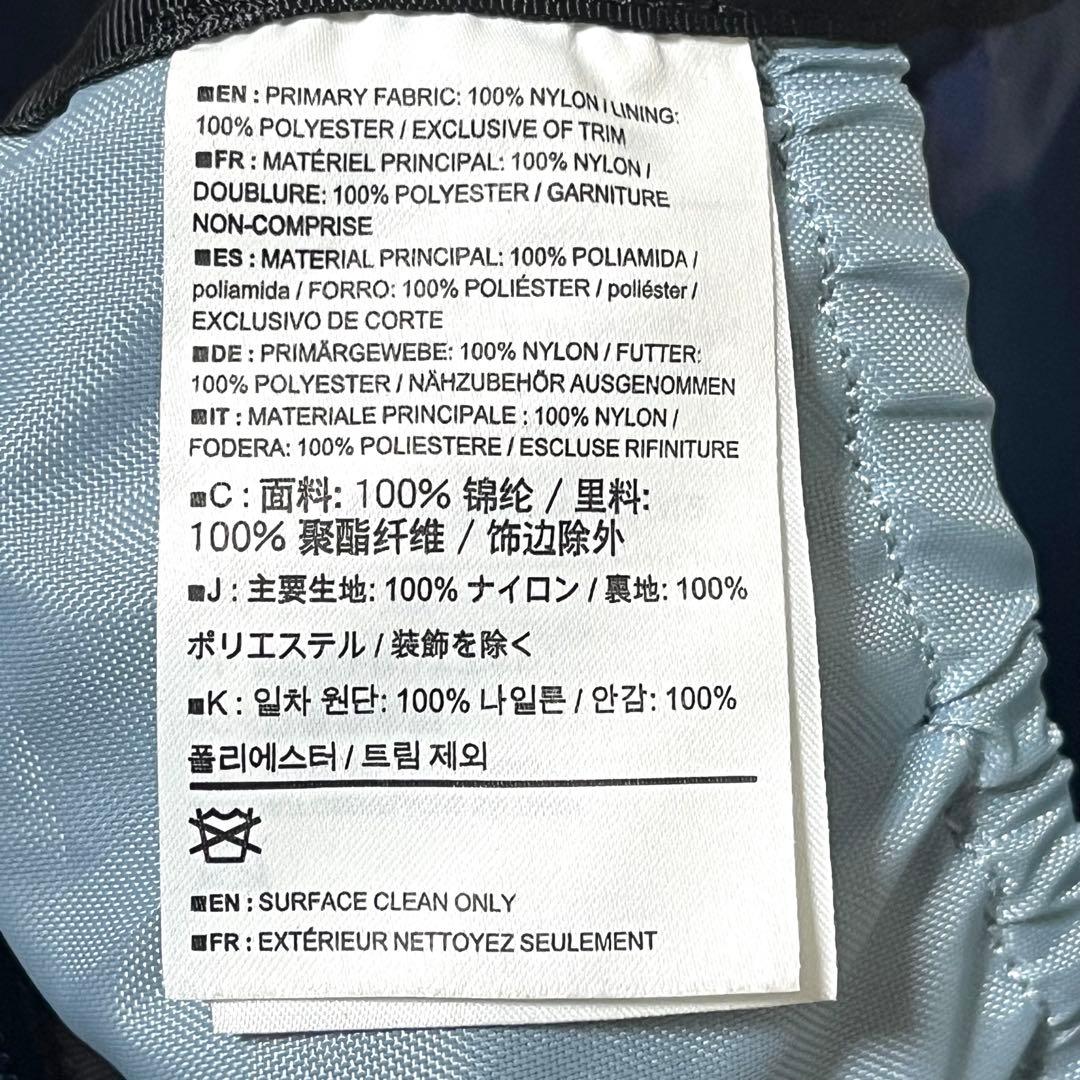 ■EN : PRIMARY FABRIC: 100% NYLON / LINING:
100% POLYESTER / EXCLUSIVE OF TRIM
■FR : MATÉRIEL PRINCIPAL: 100% NYLON /
DOUBLURE: 100% POLYESTER / GARNITURE
NON-COMPRISE
■ES : MATERIAL PRINCIPAL: 100% POLIAMIDA /
poliamida / FORRO: 100% POLIÉSTER / poliéster /
EXCLUSIVO DE CORTE
■DE : PRIMÄRGEWEBE: 100% NYLON / FUTTER:
100% POLYESTER / NÄHZUBEHÖR AUSGENOMMEN
■IT : MATERIALE PRINCIPALE : 100% NYLON /
FODERA: 100% POLIESTERE / ESCLUSE RIFINITURE
■C : 面料: 100% 锦纶 / 里料:
100% 聚酯纤维 / 饰边除外
■J : 主要生地: 100% ナイロン / 裏地: 100%
ポリエステル / 装飾を除く
■K : 일차 원단: 100% 나일론 / 안감: 100%
폴리에스터 / 트림 제외
■EN : SURFACE CLEAN ONLY
■FR : EXTÉRIEUR NETTOYEZ SEULEMENT